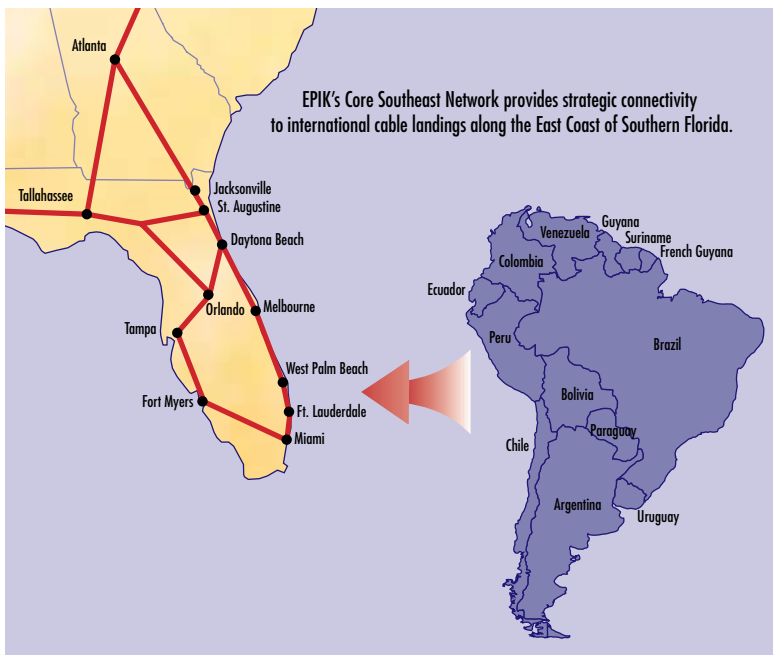 Atlanta
EPIK's Core Southeast Network provides strategic connectivity
to international cable landings along the East Coast of Southern Florida.
Tallahassee
Jacksonville
St. Augustine
Daytona Beach
Orlando
Melbourne
Tampa
West Palm Beach
Fort Myers
Ft. Lauderdale
Miami
Guyana
Venezuela
Suriname
French Guyana
Colombia
Ecuador
Peru
Brazil
Bolivia
Paraguay
Chile
Argentina
Uruguay